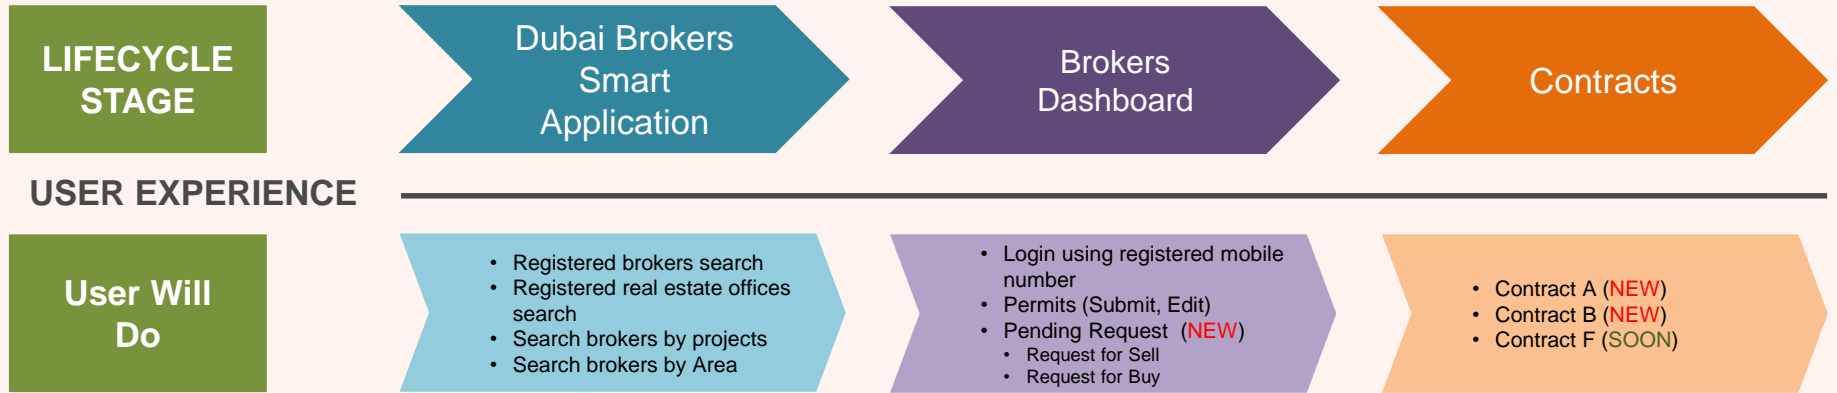 LIFECYCLE
STAGE
Dubai Brokers
Smart
Application
Brokers
Dashboard
Contracts
USER EXPERIENCE
User Will
Do
• Registered brokers search
• Registered real estate offices
search
• Search brokers by projects
• Search brokers by Area
• Login using registered mobile
number
• Permits (Submit, Edit)
• Pending Request (NEW)
• Request for Sell
• Request for Buy
• Contract A (NEW)
• Contract B (NEW)
• Contract F (SOON)